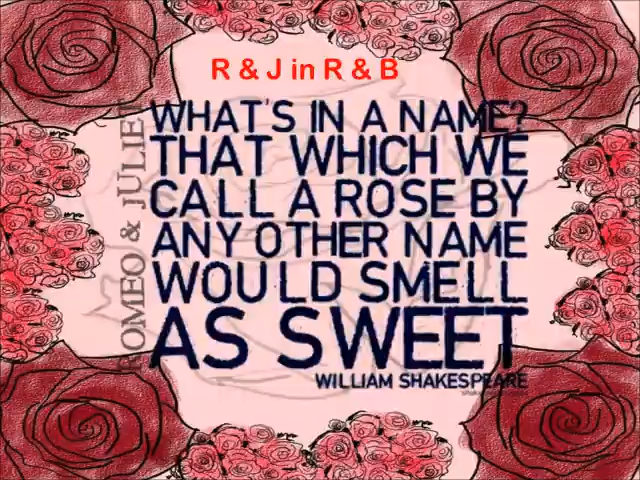 R & J in R & B
ROMEO & JULIET
WHAT'S IN A NAME?
THAT WHICH WE
CALL A ROSE BY
ANY OTHER NAME
WOULD SMELL
AS SWEET
WILLIAM SHAKESPEARE